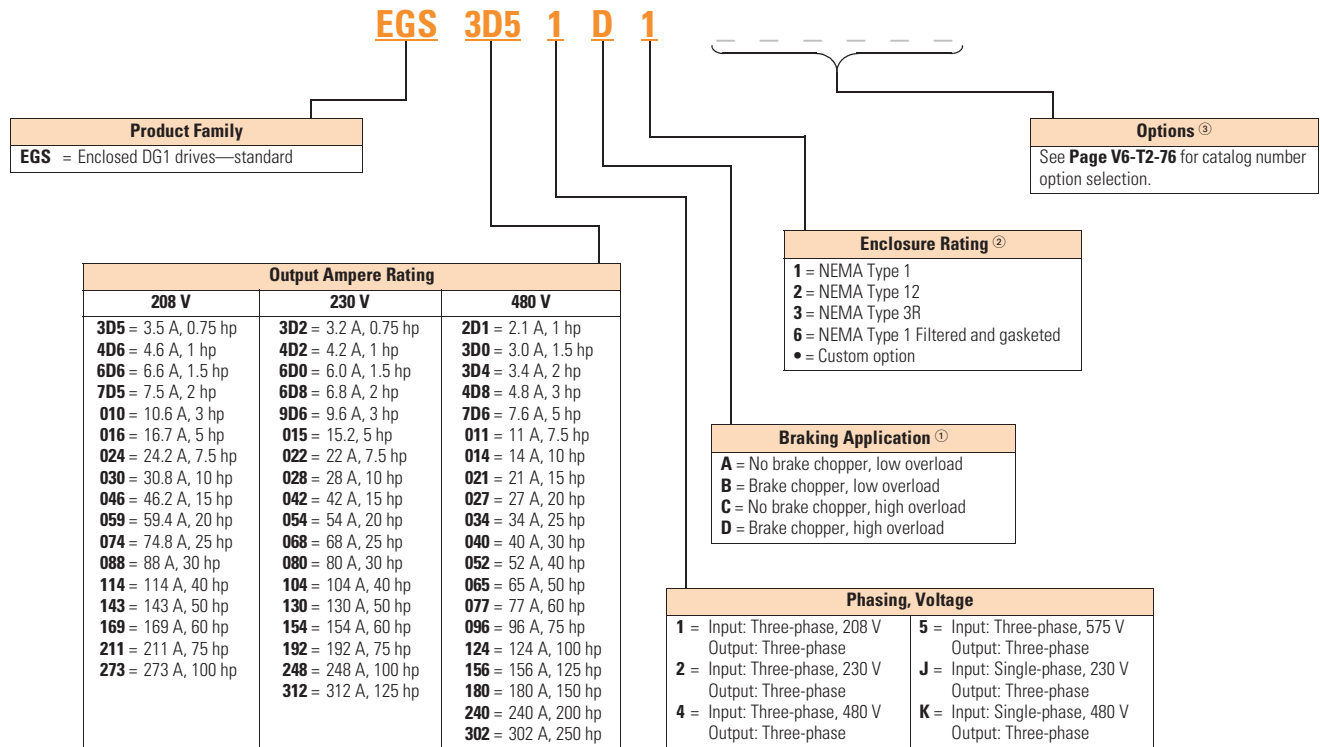 EGS 3D5 1 D 1
Product Family
EGS = Enclosed DG1 drives—standard
Options ③
See Page V6-T2-76 for catalog number
option selection.
Enclosure Rating ②
1 = NEMA Type 1
2 = NEMA Type 12
3 = NEMA Type 3R
6 = NEMA Type 1 Filtered and gasketed
• = Custom option
Output Ampere Rating
208 V 230 V 480 V
3D5 = 3.5 A, 0.75 hp 3D2 = 3.2 A, 0.75 hp 2D1 = 2.1 A, 1 hp
4D6 = 4.6 A, 1 hp 4D2 = 4.2 A, 1 hp 3D0 = 3.0 A, 1.5 hp
6D6 = 6.6 A, 1.5 hp 6D0 = 6.0 A, 1.5 hp 3D4 = 3.4 A, 2 hp
7D5 = 7.5 A, 2 hp 6D8 = 6.8 A, 2 hp 4D8 = 4.8 A, 3 hp
010 = 10.6 A, 3 hp 9D6 = 9.6 A, 3 hp 7D6 = 7.6 A, 5 hp
016 = 16.7 A, 5 hp 015 = 15.2, 5 hp 011 = 11 A, 7.5 hp
024 = 24.2 A, 7.5 hp 022 = 22 A, 7.5 hp 014 = 14 A, 10 hp
030 = 30.8 A, 10 hp 028 = 28 A, 10 hp 021 = 21 A, 15 hp
046 = 46.2 A, 15 hp 042 = 42 A, 15 hp 027 = 27 A, 20 hp
059 = 59.4 A, 20 hp 054 = 54 A, 20 hp 034 = 34 A, 25 hp
074 = 74.8 A, 25 hp 068 = 68 A, 25 hp 040 = 40 A, 30 hp
088 = 88 A, 30 hp 080 = 80 A, 30 hp 052 = 52 A, 40 hp
114 = 114 A, 40 hp 104 = 104 A, 40 hp 065 = 65 A, 50 hp
143 = 143 A, 50 hp 130 = 130 A, 50 hp 077 = 77 A, 60 hp
169 = 169 A, 60 hp 154 = 154 A, 60 hp 096 = 96 A, 75 hp
211 = 211 A, 75 hp 192 = 192 A, 75 hp 124 = 124 A, 100 hp
273 = 273 A, 100 hp 248 = 248 A, 100 hp 156 = 156 A, 125 hp
312 = 312 A, 125 hp 180 = 180 A, 150 hp
240 = 240 A, 200 hp
302 = 302 A, 250 hp
Braking Application ①
A = No brake chopper, low overload
B = Brake chopper, low overload
C = No brake chopper, high overload
D = Brake chopper, high overload
Phasing, Voltage
1 = Input: Three-phase, 208 V 5 = Input: Three-phase, 575 V
Output: Three-phase Output: Three-phase
2 = Input: Three-phase, 230 V J = Input: Single-phase, 230 V
Output: Three-phase Output: Three-phase
4 = Input: Three-phase, 480 V K = Input: Single-phase, 480 V
Output: Three-phase Output: Three-phase